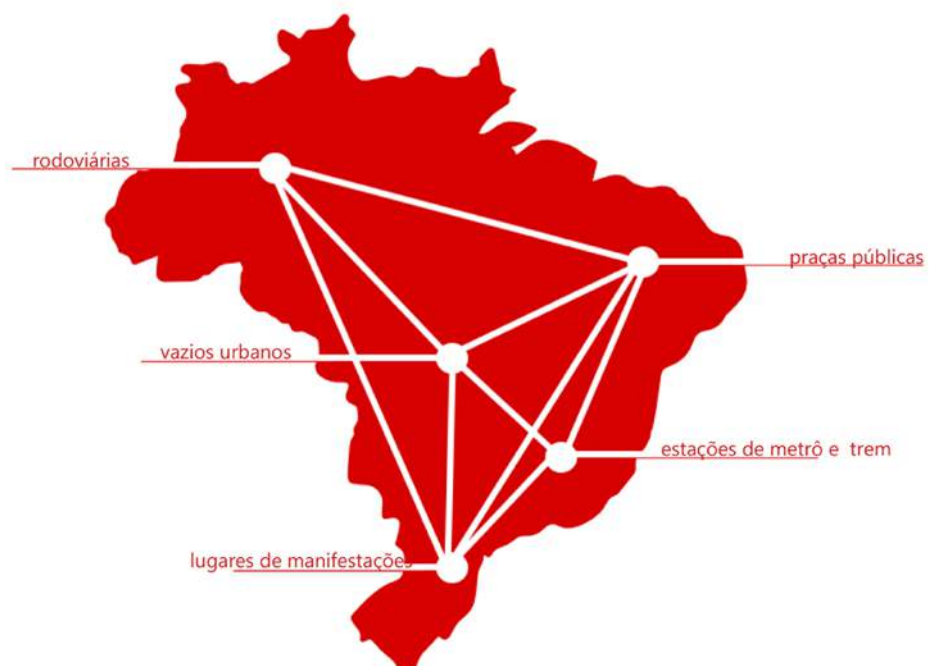 rodoviárias
praças públicas
vazios urbanos
estações de metrô e trem
lugares de manifestações